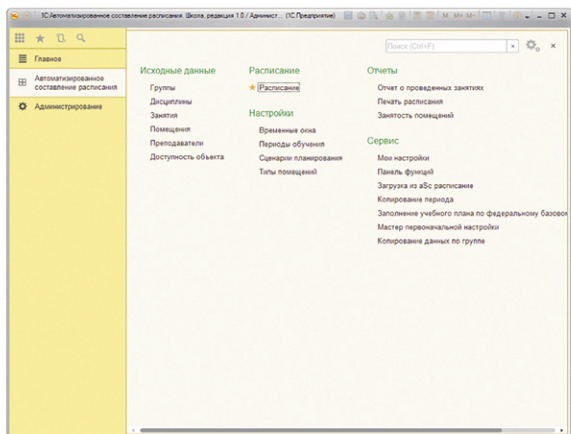 1С:Автоматизированное составление расписания. Школа, редакция 1.0 / Админист... (1С:Предприятие)
M M+ M-
Поиск (Ctrl+F)
Главное
Автоматизированное
составление расписания
Администрирование
Исходные данные
Группы
Дисциплины
Занятия
Помещения
Преподаватели
Доступность объекта
Расписание
Расписание
Настройки
Временные окна
Периоды обучения
Сценарии планирования
Типы помещений
Отчеты
Отчет о проведенных занятиях
Печать расписания
Занятость помещений
Сервис
Мои настройки
Панель функций
Загрузка из aSc расписание
Копирование периода
Заполнение учебного плана по федеральному базовом
Мастер первоначальной настройки
Копирование данных по группе